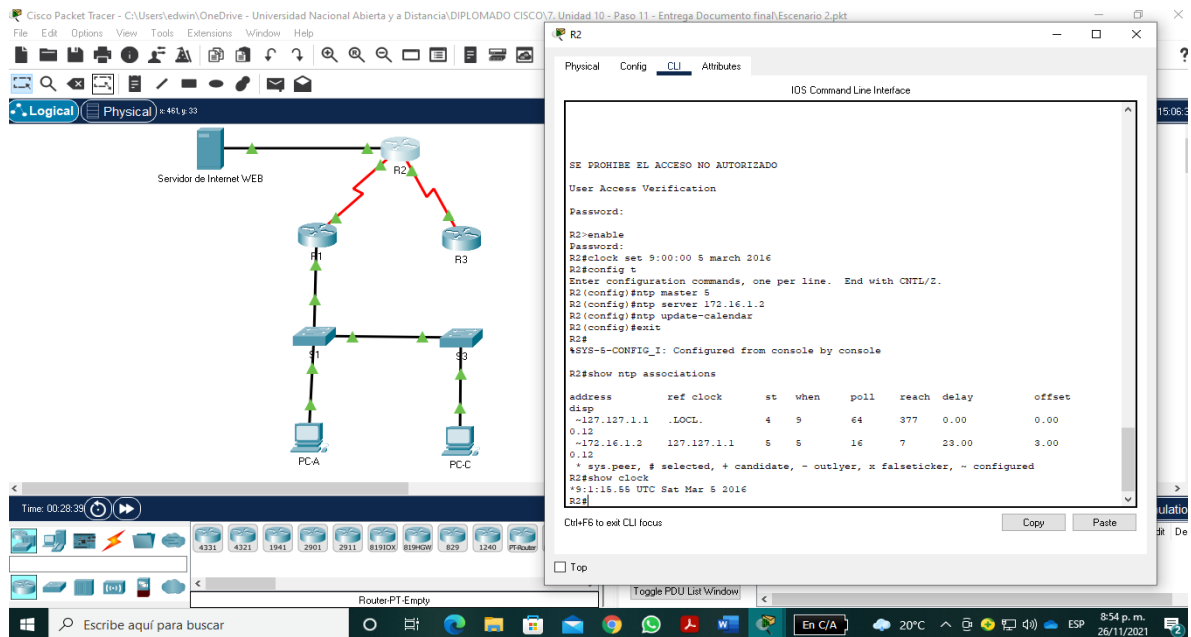 Cisco Packet Tracer - C:\Users\edwin\OneDrive - Universidad Nacional Abierta y a Distancia\DIPLOMADO CISCO\7. Unidad 10 - Paso 11 - Entrega Documento final\Escenario 2.pkt
File Edit Options View Tools Extensions Window Help
Logical Physical x: 461, y: 33
15:06:3
Servidor de Internet WEB
R2
R1
R3
S1
S3
PC-A
PC-C
R2
Physical Config CLI Attributes
IOS Command Line Interface
SE PROHIBE EL ACCESO NO AUTORIZADO
User Access Verification
Password:
R2>enable
Password:
R2#clock set 9:00:00 5 march 2016
R2#config t
Enter configuration commands, one per line. End with CNTL/Z.
R2(config)#ntp master 5
R2(config)#ntp server 172.16.1.2
R2(config)#ntp update-calendar
R2(config)#exit
R2#
%SYS-5-CONFIG_I: Configured from console by console
R2#show ntp associations
address ref clock st when poll reach delay offset
disp
~127.127.1.1 .LOCL. 4 9 64 377 0.00 0.00
0.12
~172.16.1.2 127.127.1.1 5 5 16 7 23.00 3.00
0.12
* sys.peer, # selected, + candidate, - outlyer, x falseticker, ~ configured
R2#show clock
*9:1:15.55 UTC Sat Mar 5 2016
R2#
Ctrl+F6 to exit CLI focus
Copy Paste
Top
Time: 00:28:39
ulatio
4331 4321 1941 2901 2911 819IOX 819HGW 829 1240 PT-Router
dit De
Router-PT-Empty
Toggle PDU List Window
Escribe aquí para buscar
En C/A
20°C
ESP
8:54 p. m.
26/11/2021
2